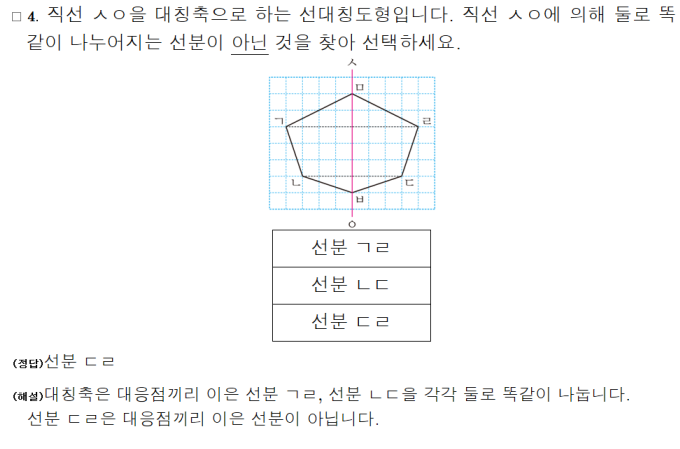 □ 4. 직선 ㅅㅇ을 대칭축으로 하는 선대칭도형입니다. 직선 ㅅㅇ에 의해 둘로 똑
같이 나누어지는 선분이 아닌 것을 찾아 선택하세요.
ㅅ
ㅁ
ㄱ ㄹ
ㄴ ㄷ
ㅂ
ㅇ
선분 ㄱㄹ
선분 ㄴㄷ
선분 ㄷㄹ
(정답)선분 ㄷㄹ
(해설)대칭축은 대응점끼리 이은 선분 ㄱㄹ, 선분 ㄴㄷ을 각각 둘로 똑같이 나눕니다.
선분 ㄷㄹ은 대응점끼리 이은 선분이 아닙니다.